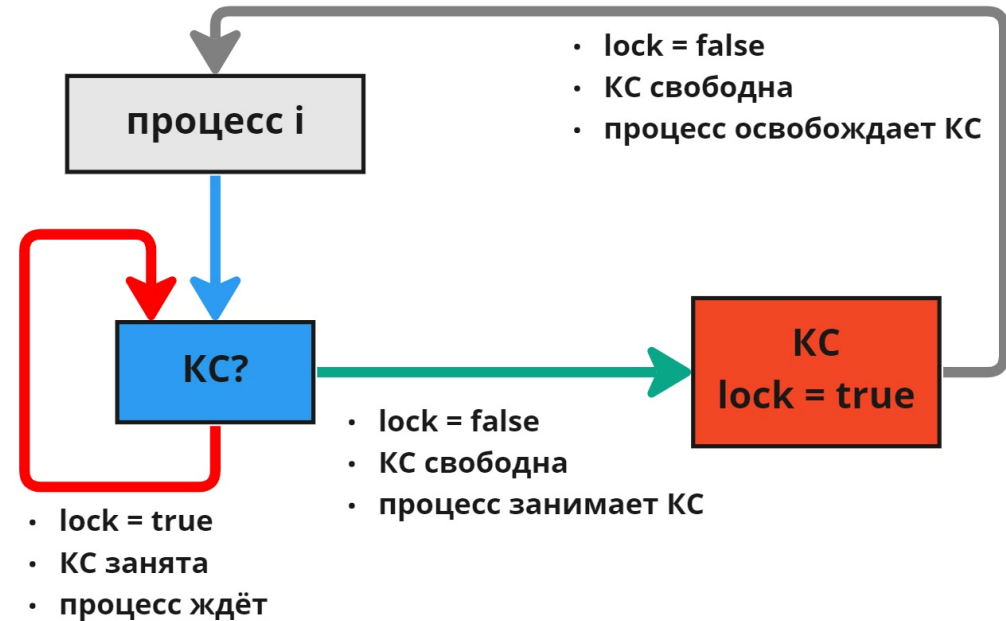 процесс i
• lock = false
• КС свободна
• процесс освобождает КС
КС?
КС
lock = true
• lock = false
• КС свободна
• процесс занимает КС
• lock = true
• КС занята
• процесс ждёт